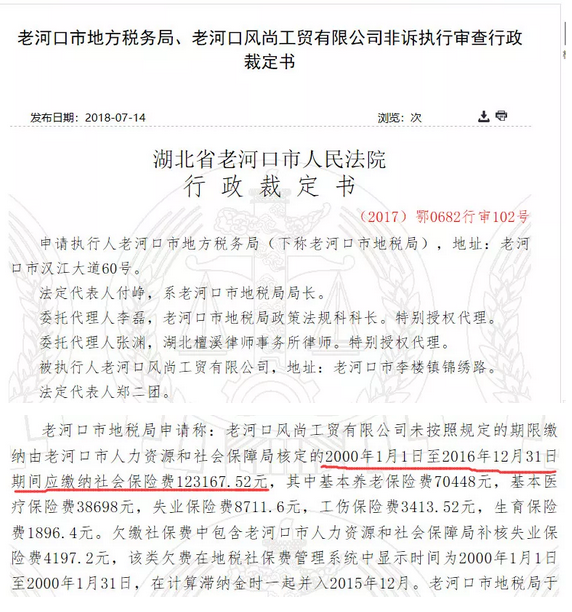 老河口市地方税务局、老河口风尚工贸有限公司非诉执行审查行政
裁定书
发布日期：2018-07-14
浏览：次
湖北省老河口市人民法院
行政裁定书
（2017）鄂0682行审102号
申请执行人老河口市地方税务局（下称老河口市地税局），地址：老河
口市汉江大道60号。
法定代表人付峥，系老河口市地税局局长。
委托代理人李磊，老河口市地税局政策法规科科长。特别授权代理。
委托代理人张渊，湖北檀溪律师事务所律师。特别授权代理。
被执行人老河口风尚工贸有限公司，地址：老河口市李楼镇锦绣路。
法定代表人郑二团。
老河口市地税局申请称：老河口风尚工贸有限公司未按照规定的期限缴
纳由老河口市人力资源和社会保障局核定的2000年1月1日至2016年12月31日
期间应缴纳社会保险费123167.52元，其中基本养老保险费70448元，基本医
疗保险费38698元，失业保险费8711.6元，工伤保险费3413.52元，生育保险
费1896.4元。欠缴社保费中包含老河口市人力资源和社会保障局补核失业保
险费4197.2元，该类欠费在地税社保费管理系统中显示时间为2000年1月1日
至2000年1月31日，在计算滞纳金时一起并入2015年12月。老河口市地税局于